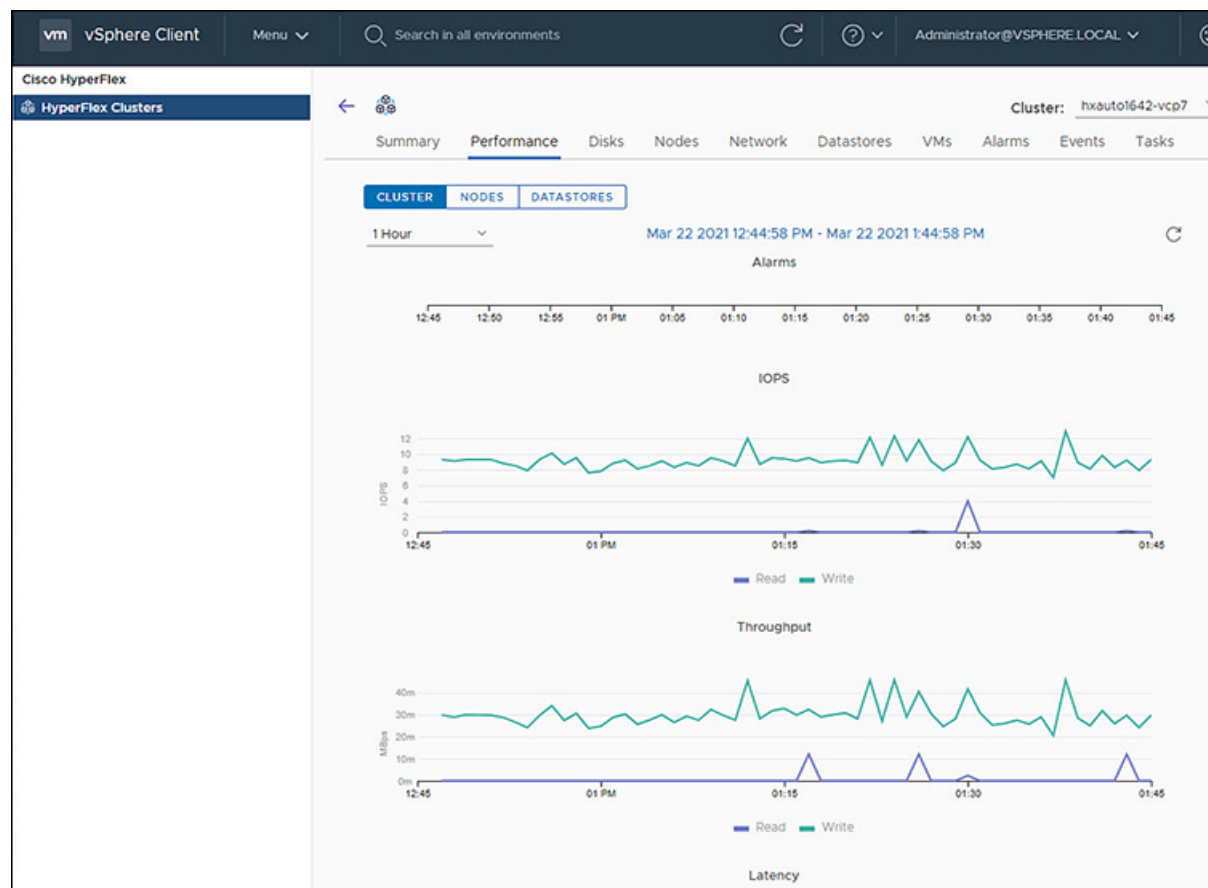 vm vSphere Client Menu Search in all environments Administrator@VSPHERE.LOCAL
Cisco HyperFlex
HyperFlex Clusters
Cluster: hxauto1642-vcp7
Summary Performance Disks Nodes Network Datastores VMs Alarms Events Tasks
CLUSTER NODES DATASTORES
1 Hour Mar 22 2021 12:44:58 PM - Mar 22 2021 1:44:58 PM
Alarms
12:45 12:50 12:55 01 PM 01:05 01:10 01:15 01:20 01:25 01:30 01:35 01:40 01:45
IOPS
12
10
8
6
4
2
0
IOPS
12:45 01 PM 01:15 01:30 01:45
Read Write
Throughput
40m
30m
20m
10m
0m
MBps
12:45 01 PM 01:15 01:30 01:45
Read Write
Latency